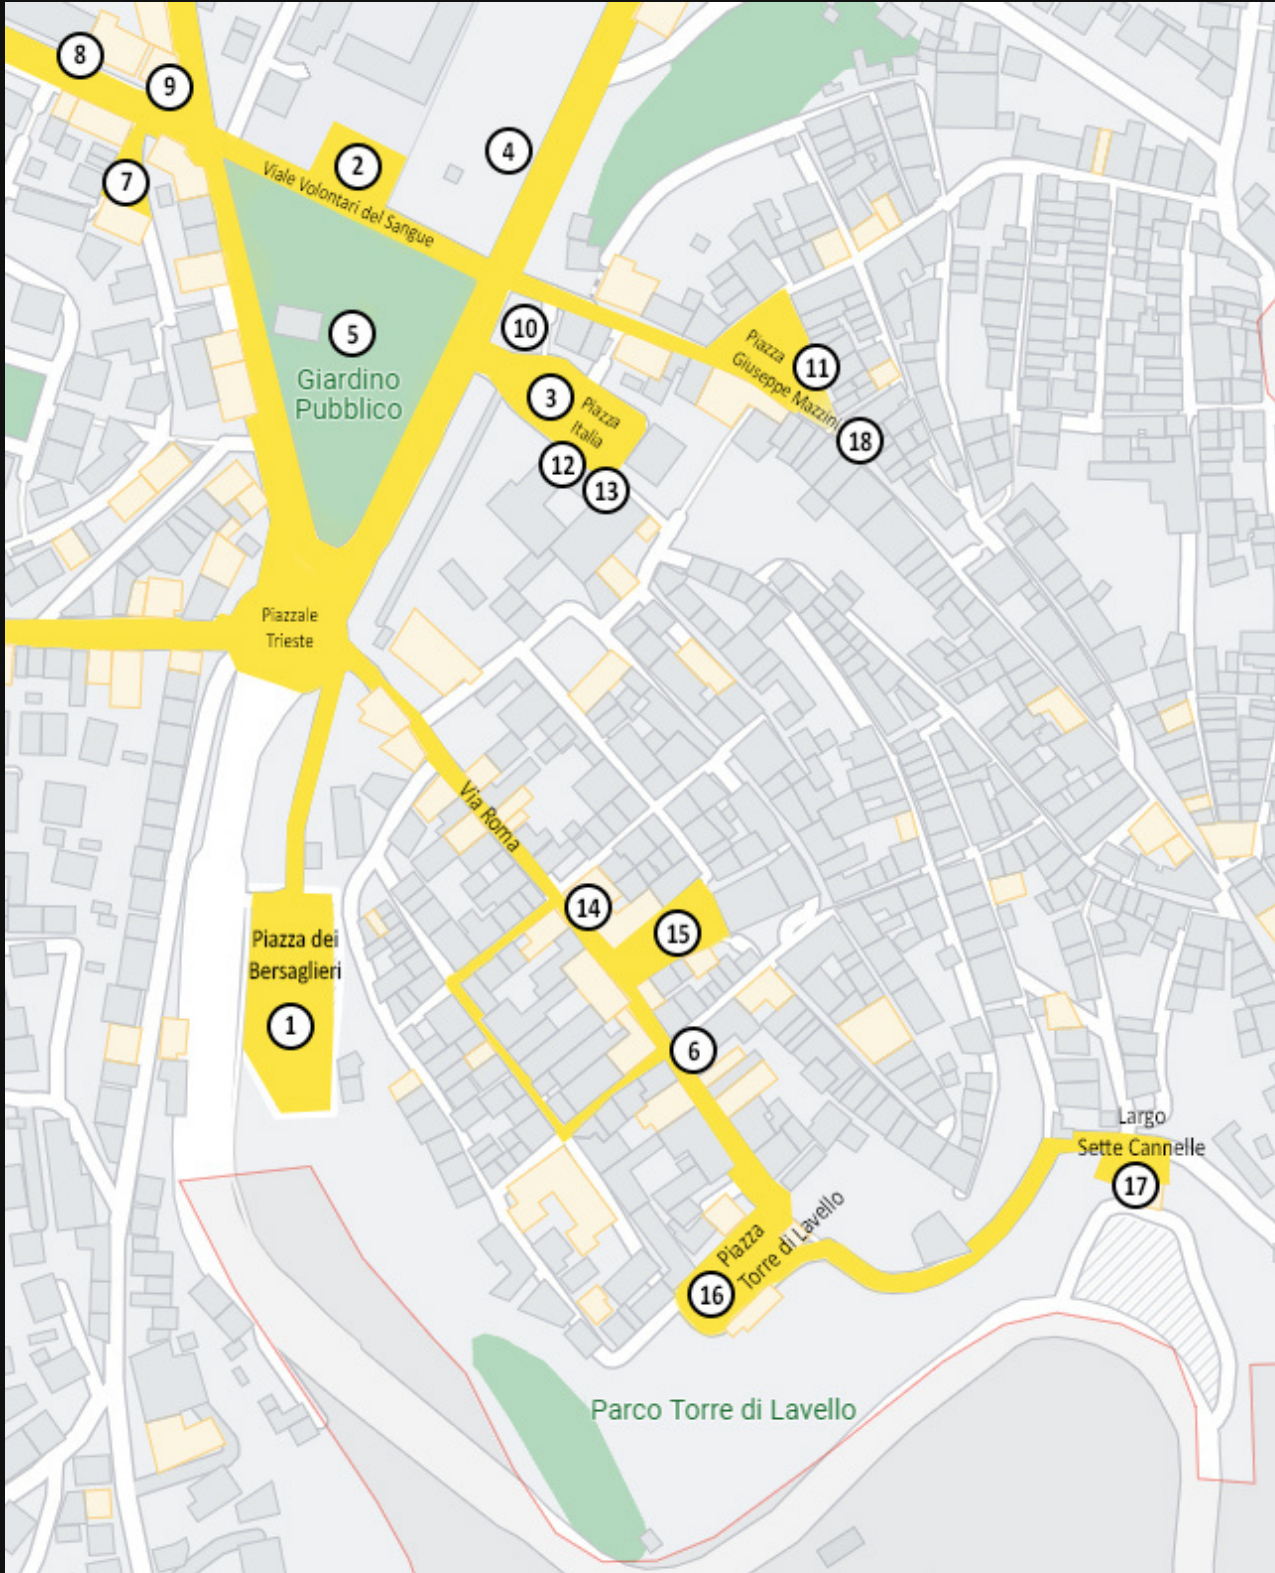 8
9
4
2
7
Viale Volontari del Sangue
10
5
Giardino
Pubblico
Piazza
Giuseppe Mazzini
11
3
Piazza
Italia
18
12
13
Piazzale
Trieste
Via Roma
14
15
Piazza dei
Bersaglieri
1
6
Largo
Sette Cannelle
17
Piazza
Torre di Lavello
16
Parco Torre di Lavello